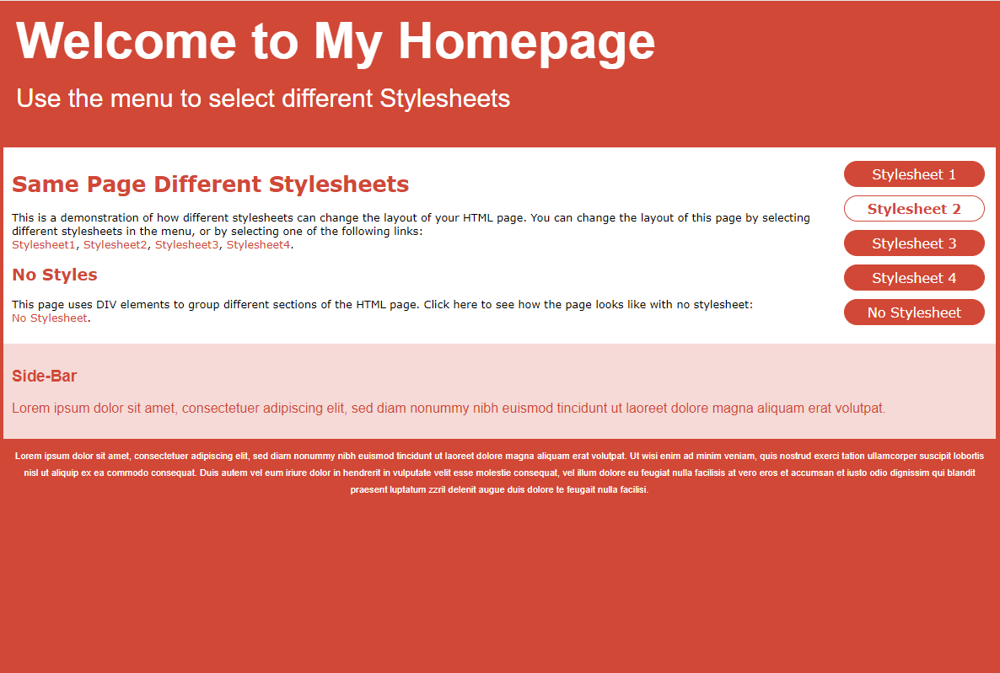 Welcome to My Homepage
Use the menu to select different Stylesheets
Same Page Different Stylesheets
This is a demonstration of how different stylesheets can change the layout of your HTML page. You can change the layout of this page by selecting
different stylesheets in the menu, or by selecting one of the following links:
Stylesheet1, Stylesheet2, Stylesheet3, Stylesheet4.
No Styles
This page uses DIV elements to group different sections of the HTML page. Click here to see how the page looks like with no stylesheet:
No Stylesheet.
Stylesheet 1
Stylesheet 2
Stylesheet 3
Stylesheet 4
No Stylesheet
Side-Bar
Lorem ipsum dolor sit amet, consectetuer adipiscing elit, sed diam nonummy nibh euismod tincidunt ut laoreet dolore magna aliquam erat volutpat.
Lorem ipsum dolor sit amet, consectetuer adipiscing elit, sed diam nonummy nibh euismod tincidunt ut laoreet dolore magna aliquam erat volutpat. Ut wisi enim ad minim veniam, quis nostrud exerci tation ullamcorper suscipit lobortis
nisl ut aliquip ex ea commodo consequat. Duis autem vel eum iriure dolor in hendrerit in vulputate velit esse molestie consequat, vel illum dolore eu feugiat nulla facilisis at vero eros et accumsan et iusto odio dignissim qui blandit
praesent luptatum zzril delenit augue duis dolore te feugait nulla facilisi.